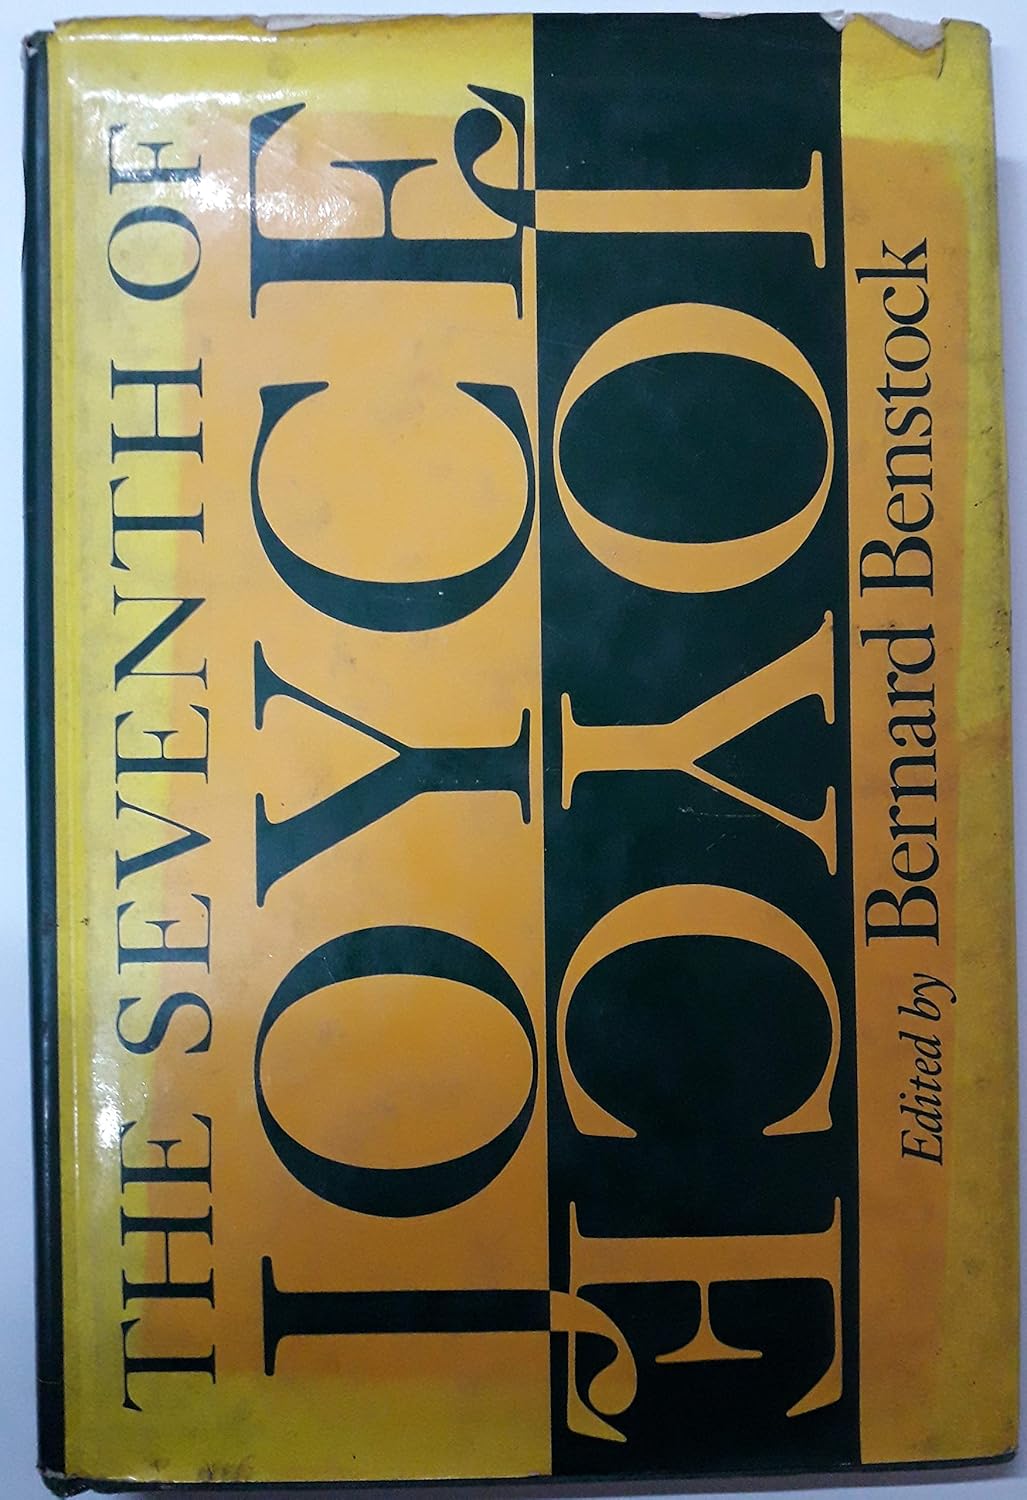 THE SEVENTH OF
JOYCE
JOYCE
Edited by Bernard Benstock